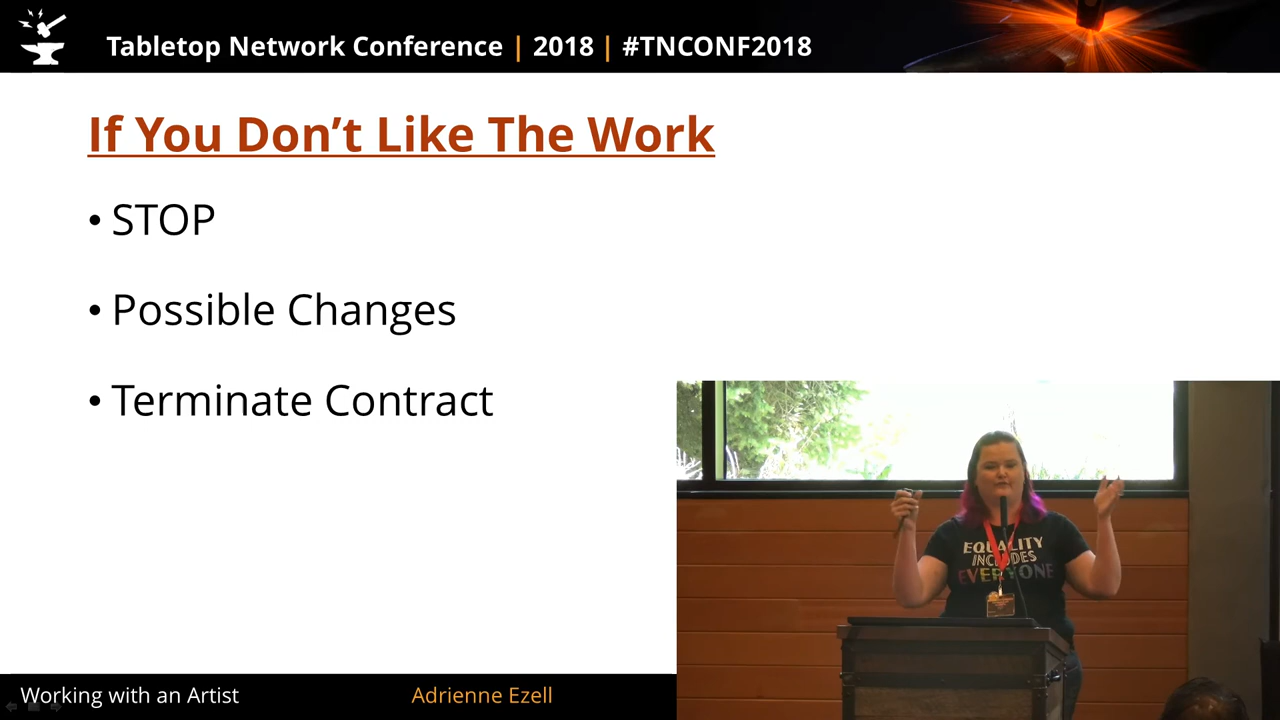 Tabletop Network Conference | 2018 | #TNCONF2018
If You Don’t Like The Work
• STOP
• Possible Changes
• Terminate Contract
EQUALITY
INCLUDES
EVERYONE
Working with an Artist
Adrienne Ezell